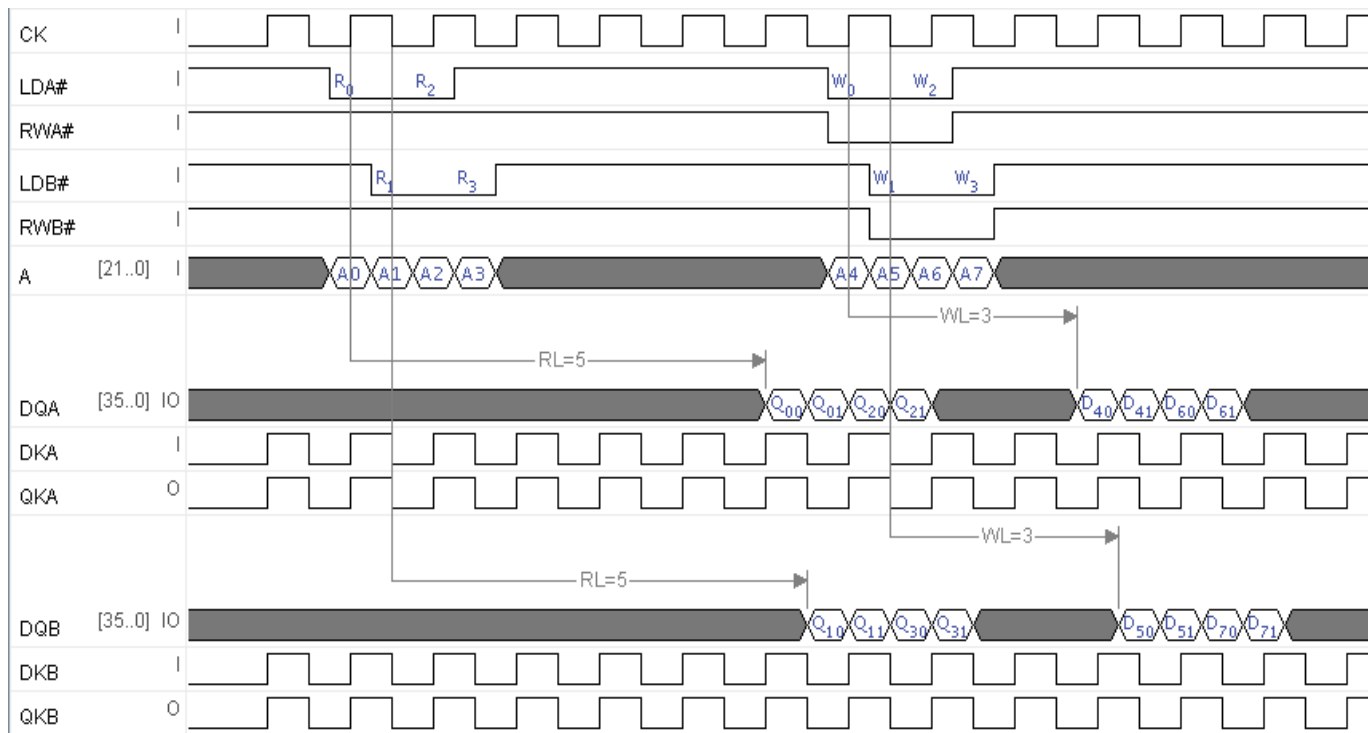 CK I
LDA# I R0 R2 W0 W2
RWA# I
LDB# I R1 R3 W1 W3
RWB# I
A [21..0] I A0 A1 A2 A3 A4 A5 A6 A7
WL=3
RL=5
DQA [35..0] IO Q00 Q01 Q20 Q21 D40 D41 D60 D61
DKA I
QKA O
WL=3
RL=5
DQB [35..0] IO Q10 Q11 Q30 Q31 D50 D51 D70 D71
DKB I
QKB O